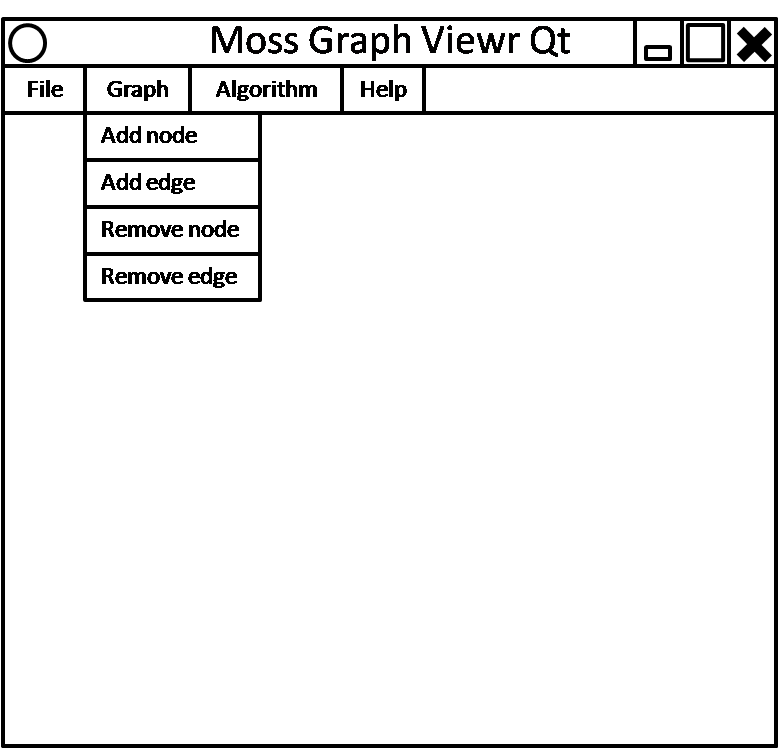 Moss Graph Viewr Qt
File Graph Algorithm Help
Add node
Add edge
Remove node
Remove edge